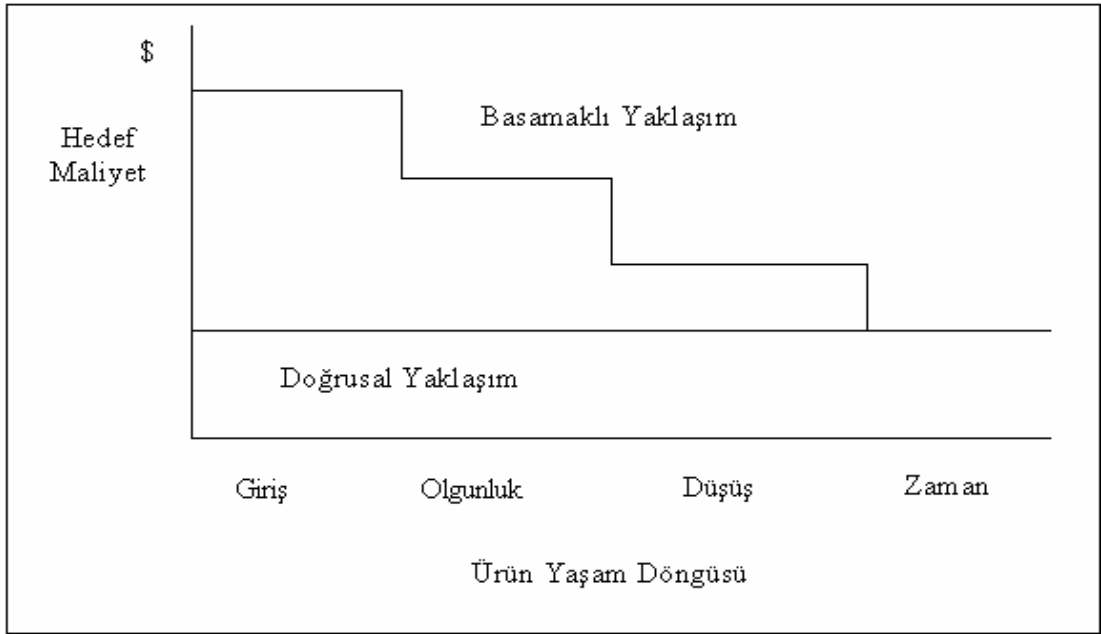 $
Hedef
Maliyet
Basamaklı Yaklaşım
Doğrusal Yaklaşım
Giriş Olgunluk Düşüş Zaman
Ürün Yaşam Döngüsü